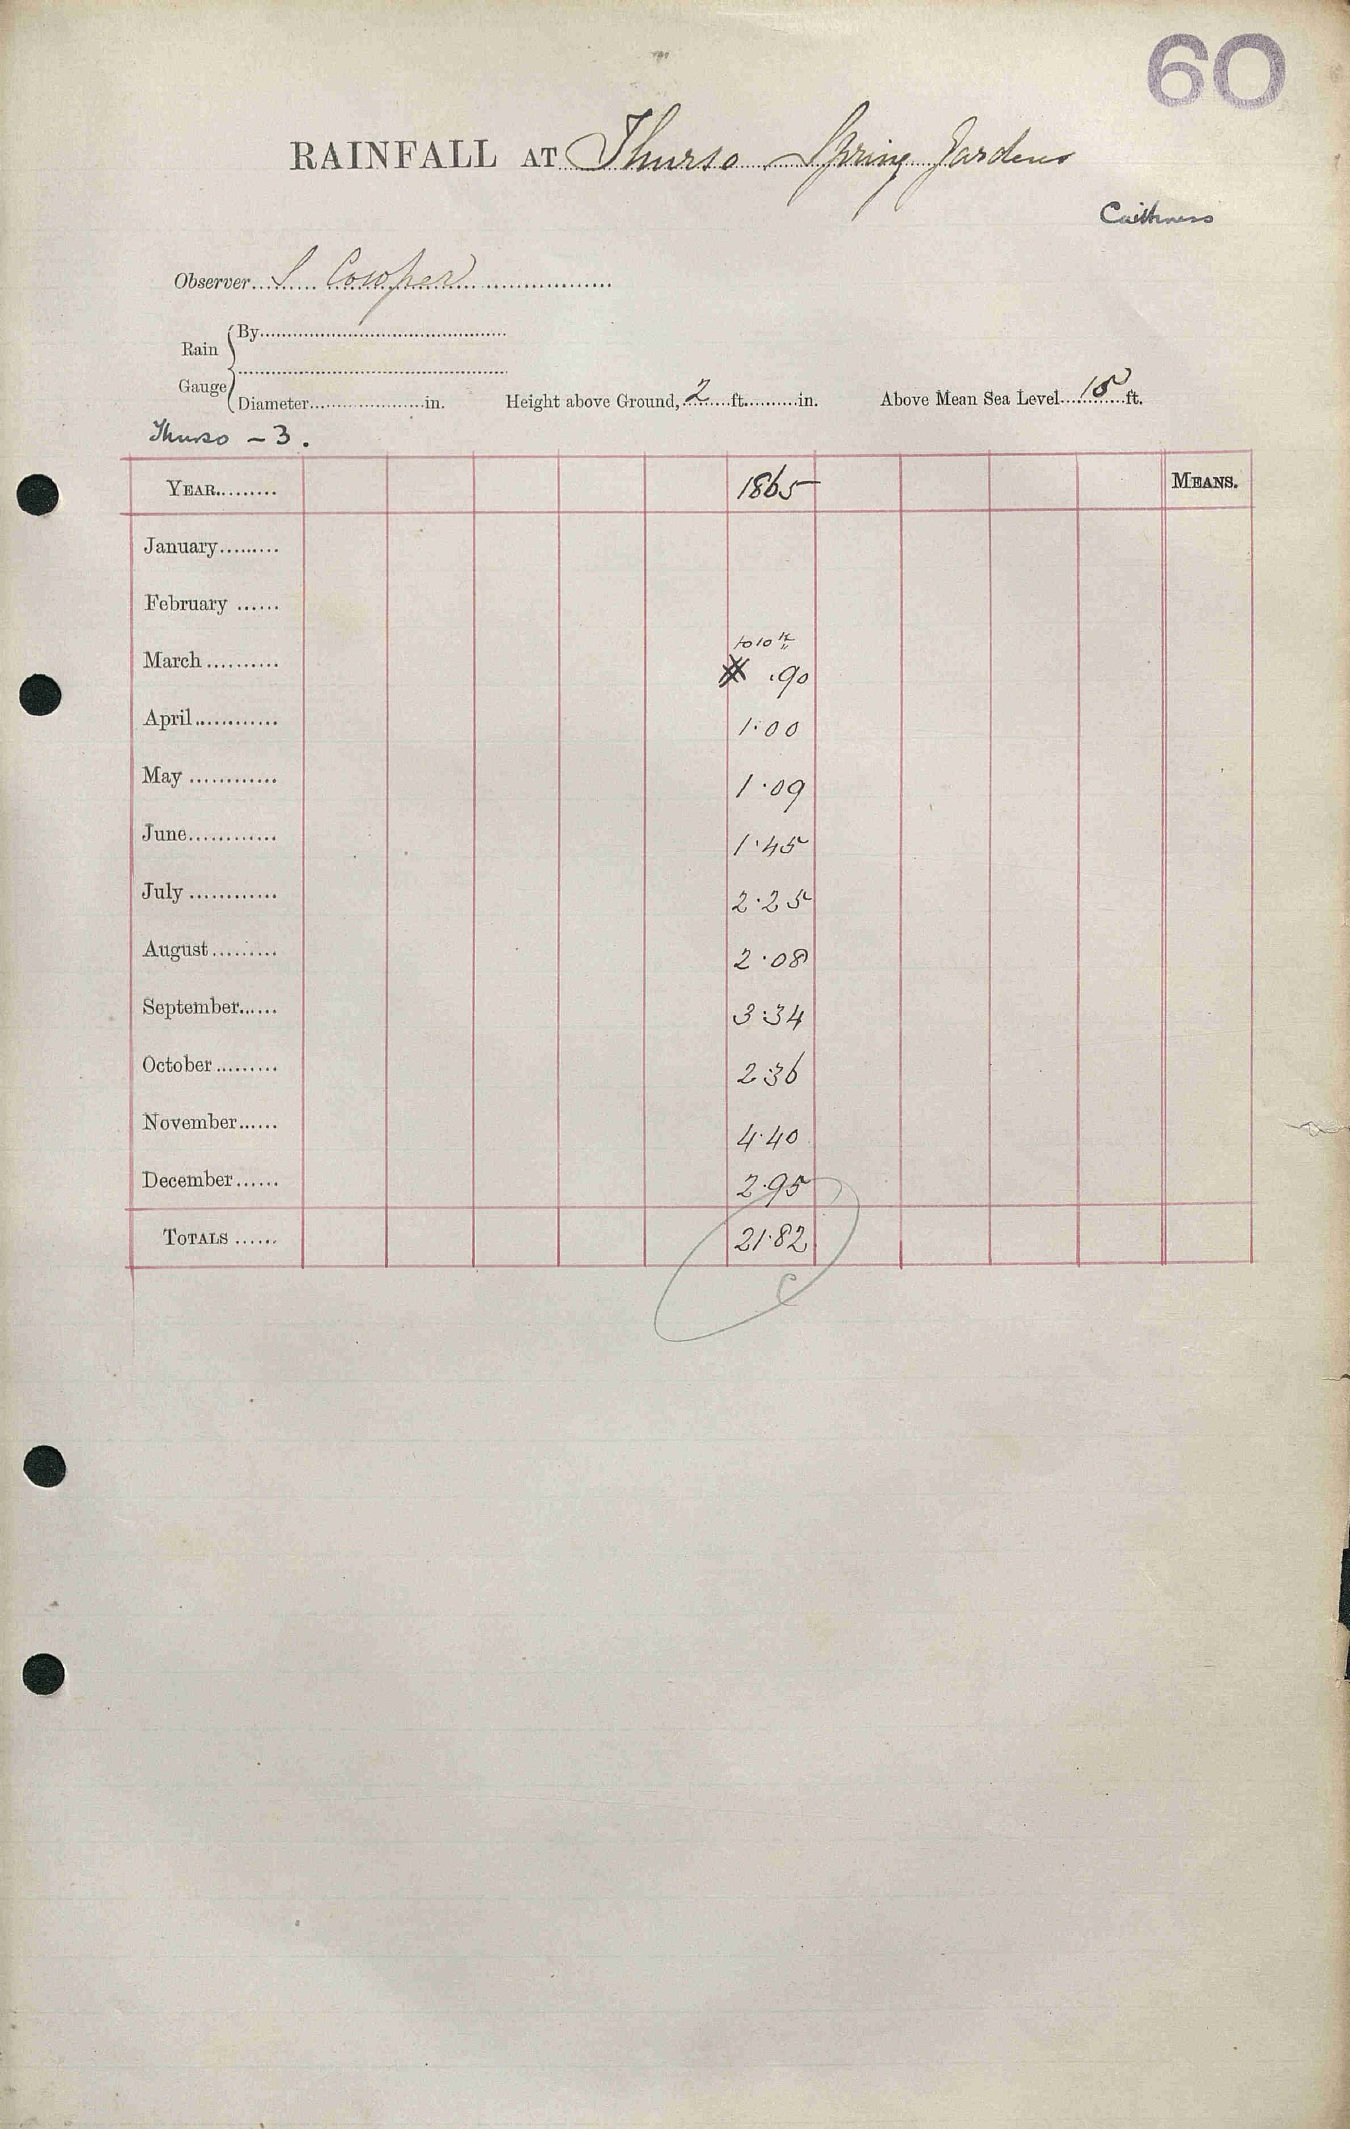 60
RAINFALL AT Thurso Spring Gardens
Caithness
Observer S Cowper
Rain Gauge { By
Diameter in. Height above Ground, 2 ft. in. Above Mean Sea Level 15 ft.
Thurso - 3.
YEAR 1865 MEANS.
January
February
to 10
March .90
April 1.00
May 1.09
June 1.45
July 2.25
August 2.08
September 3.34
October 2.36
November 4.40
December 2.95
TOTALS 21.82